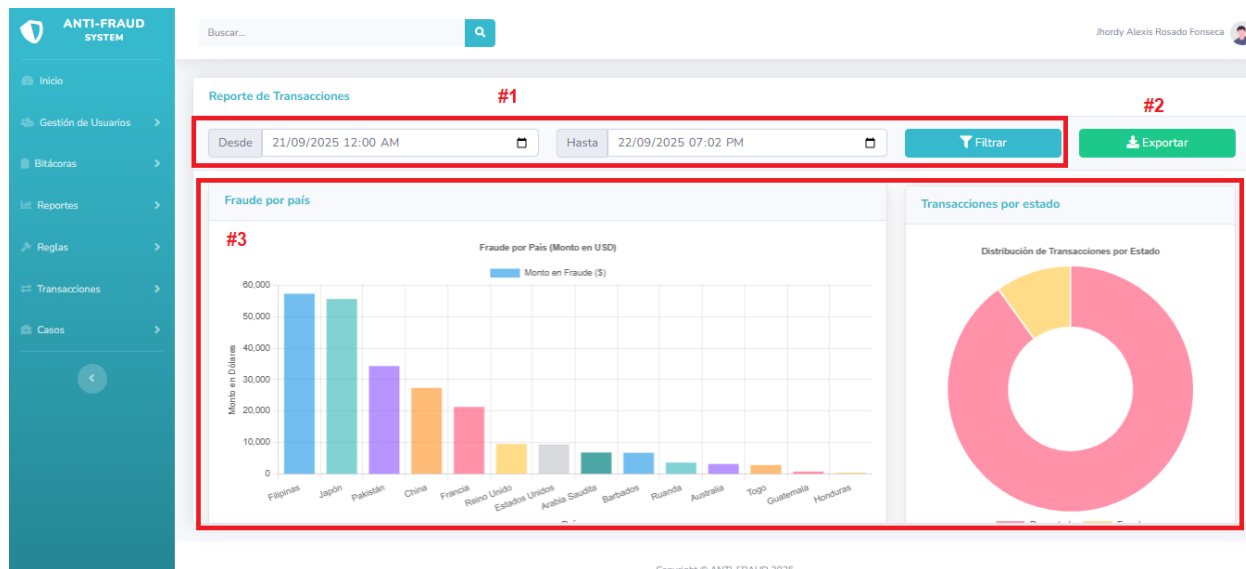 ANTI-FRAUD
SYSTEM
Buscar...
Jhordy Alexis Rosado Fonseca
Inicio
Gestión de Usuarios
Bitácoras
Reportes
Reglas
Transacciones
Casos
Reporte de Transacciones
#1
#2
Desde 21/09/2025 12:00 AM Hasta 22/09/2025 07:02 PM Filtrar Exportar
Fraude por país
#3
Fraude por País (Monto en USD)
Monto en Fraude ($)
Monto en Dólares
60,000
50,000
40,000
30,000
20,000
10,000
0
Filipinas Japón Pakistán China Francia Reino Unido Estados Unidos Arabia Saudita Barbados Ruanda Australia Togo Guatemala Honduras
Transacciones por estado
Distribución de Transacciones por Estado
Copyright © ANTI-FRAUD 2025